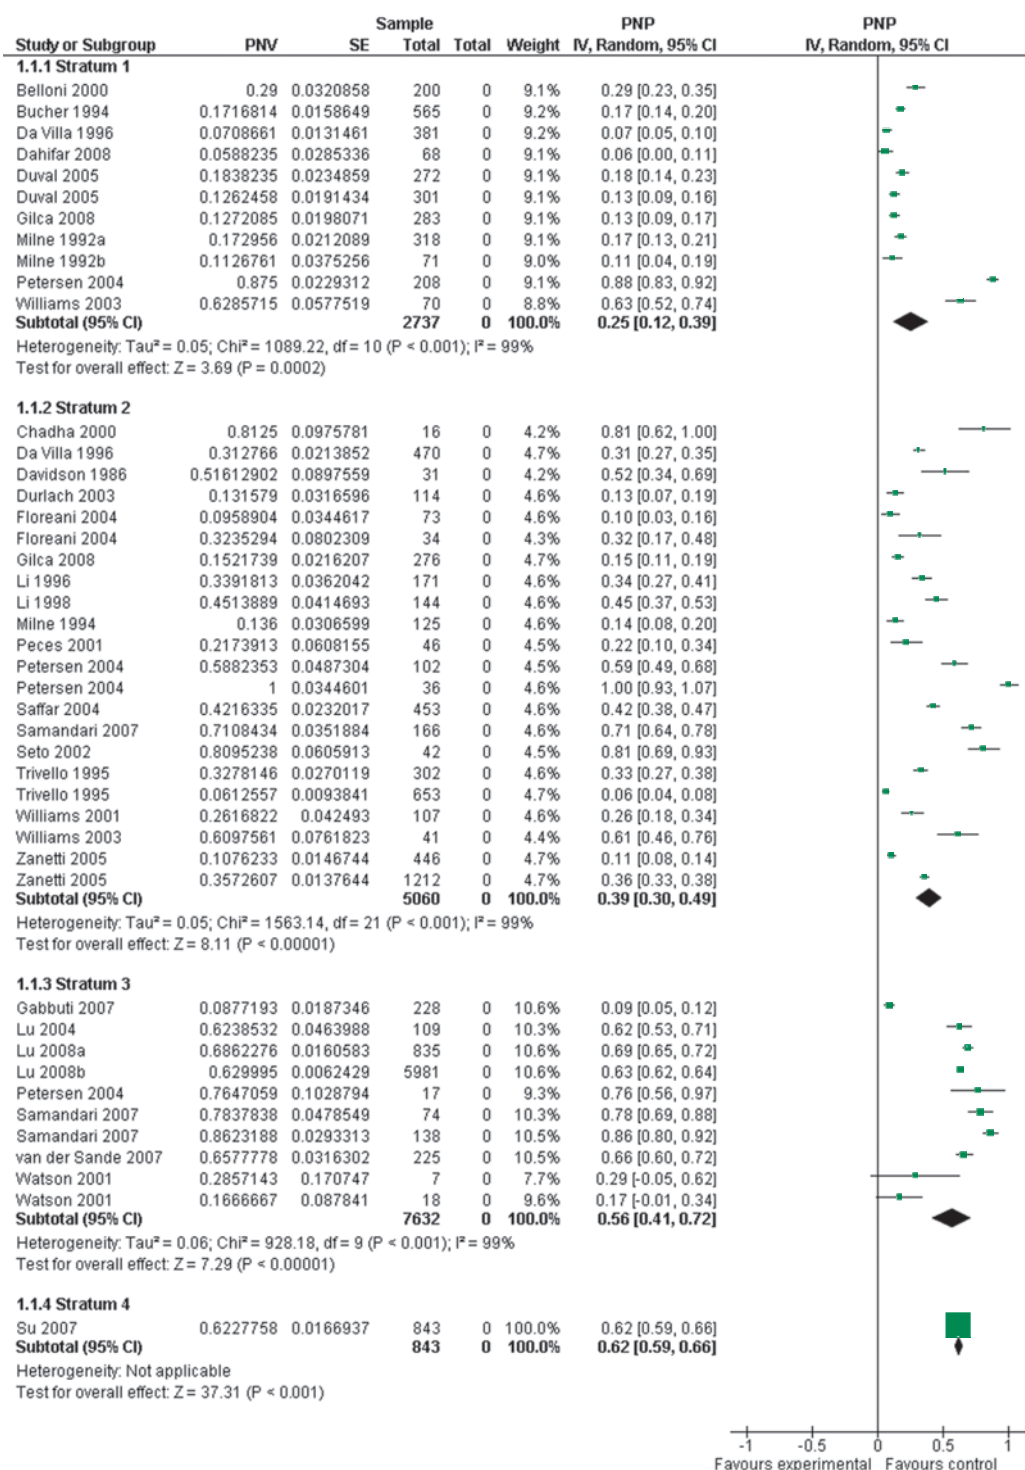 Sample PNP PNP
Study or Subgroup PNV SE Total Total Weight IV, Random, 95% CI IV, Random, 95% CI
1.1.1 Stratum 1
Belloni 2000 0.29 0.0320858 200 0 9.1% 0.29 [0.23, 0.35]
Bucher 1994 0.1716814 0.0158649 565 0 9.2% 0.17 [0.14, 0.20]
Da Villa 1996 0.0708661 0.0131461 381 0 9.2% 0.07 [0.05, 0.10]
Dahifar 2008 0.0588235 0.0285336 68 0 9.1% 0.06 [0.00, 0.11]
Duval 2005 0.1838235 0.0234859 272 0 9.1% 0.18 [0.14, 0.23]
Duval 2005 0.1262458 0.0191434 301 0 9.1% 0.13 [0.09, 0.16]
Gilca 2008 0.1272085 0.0198071 283 0 9.1% 0.13 [0.09, 0.17]
Milne 1992a 0.172956 0.0212089 318 0 9.1% 0.17 [0.13, 0.21]
Milne 1992b 0.1126761 0.0375256 71 0 9.0% 0.11 [0.04, 0.19]
Petersen 2004 0.875 0.0229312 208 0 9.1% 0.88 [0.83, 0.92]
Williams 2003 0.6285715 0.0577519 70 0 8.8% 0.63 [0.52, 0.74]
Subtotal (95% CI) 2737 0 100.0% 0.25 [0.12, 0.39]
Heterogeneity: Tau² = 0.05; Chi² = 1089.22, df = 10 (P < 0.001); I² = 99%
Test for overall effect: Z = 3.69 (P = 0.0002)
1.1.2 Stratum 2
Chadha 2000 0.8125 0.0975781 16 0 4.2% 0.81 [0.62, 1.00]
Da Villa 1996 0.312766 0.0213852 470 0 4.7% 0.31 [0.27, 0.35]
Davidson 1986 0.51612902 0.0897559 31 0 4.2% 0.52 [0.34, 0.69]
Durlach 2003 0.131579 0.0316596 114 0 4.6% 0.13 [0.07, 0.19]
Floreani 2004 0.0958904 0.0344617 73 0 4.6% 0.10 [0.03, 0.16]
Floreani 2004 0.3235294 0.0802309 34 0 4.3% 0.32 [0.17, 0.48]
Gilca 2008 0.1521739 0.0216207 276 0 4.7% 0.15 [0.11, 0.19]
Li 1996 0.3391813 0.0362042 171 0 4.6% 0.34 [0.27, 0.41]
Li 1998 0.4513889 0.0414693 144 0 4.6% 0.45 [0.37, 0.53]
Milne 1994 0.136 0.0306599 125 0 4.6% 0.14 [0.08, 0.20]
Peces 2001 0.2173913 0.0608155 46 0 4.5% 0.22 [0.10, 0.34]
Petersen 2004 0.5882353 0.0487304 102 0 4.5% 0.59 [0.49, 0.68]
Petersen 2004 1 0.0344601 36 0 4.6% 1.00 [0.93, 1.07]
Saffar 2004 0.4216335 0.0232017 453 0 4.6% 0.42 [0.38, 0.47]
Samandari 2007 0.7108434 0.0351884 166 0 4.6% 0.71 [0.64, 0.78]
Seto 2002 0.8095238 0.0605913 42 0 4.5% 0.81 [0.69, 0.93]
Trivello 1995 0.3278146 0.0270119 302 0 4.6% 0.33 [0.27, 0.38]
Trivello 1995 0.0612557 0.0093841 653 0 4.7% 0.06 [0.04, 0.08]
Williams 2001 0.2616822 0.042493 107 0 4.6% 0.26 [0.18, 0.34]
Williams 2003 0.6097561 0.0761823 41 0 4.4% 0.61 [0.46, 0.76]
Zanetti 2005 0.1076233 0.0146744 446 0 4.7% 0.11 [0.08, 0.14]
Zanetti 2005 0.3572607 0.0137644 1212 0 4.7% 0.36 [0.33, 0.38]
Subtotal (95% CI) 5060 0 100.0% 0.39 [0.30, 0.49]
Heterogeneity: Tau² = 0.05; Chi² = 1563.14, df = 21 (P < 0.001); I² = 99%
Test for overall effect: Z = 8.11 (P < 0.00001)
1.1.3 Stratum 3
Gabbuti 2007 0.0877193 0.0187346 228 0 10.6% 0.09 [0.05, 0.12]
Lu 2004 0.6238532 0.0463988 109 0 10.3% 0.62 [0.53, 0.71]
Lu 2008a 0.6862276 0.0160583 835 0 10.6% 0.69 [0.65, 0.72]
Lu 2008b 0.629995 0.0062429 5981 0 10.6% 0.63 [0.62, 0.64]
Petersen 2004 0.7647059 0.1028794 17 0 9.3% 0.76 [0.56, 0.97]
Samandari 2007 0.7837838 0.0478549 74 0 10.3% 0.78 [0.69, 0.88]
Samandari 2007 0.8623188 0.0293313 138 0 10.5% 0.86 [0.80, 0.92]
van der Sande 2007 0.6577778 0.0316302 225 0 10.5% 0.66 [0.60, 0.72]
Watson 2001 0.2857143 0.170747 7 0 7.7% 0.29 [-0.05, 0.62]
Watson 2001 0.1666667 0.087841 18 0 9.6% 0.17 [-0.01, 0.34]
Subtotal (95% CI) 7632 0 100.0% 0.56 [0.41, 0.72]
Heterogeneity: Tau² = 0.06; Chi² = 928.18, df = 9 (P < 0.001); I² = 99%
Test for overall effect: Z = 7.29 (P < 0.00001)
1.1.4 Stratum 4
Su 2007 0.6227758 0.0166937 843 0 100.0% 0.62 [0.59, 0.66]
Subtotal (95% CI) 843 0 100.0% 0.62 [0.59, 0.66]
Heterogeneity: Not applicable
Test for overall effect: Z = 37.31 (P < 0.001)
-1 -0.5 0 0.5 1
Favours experimental Favours control